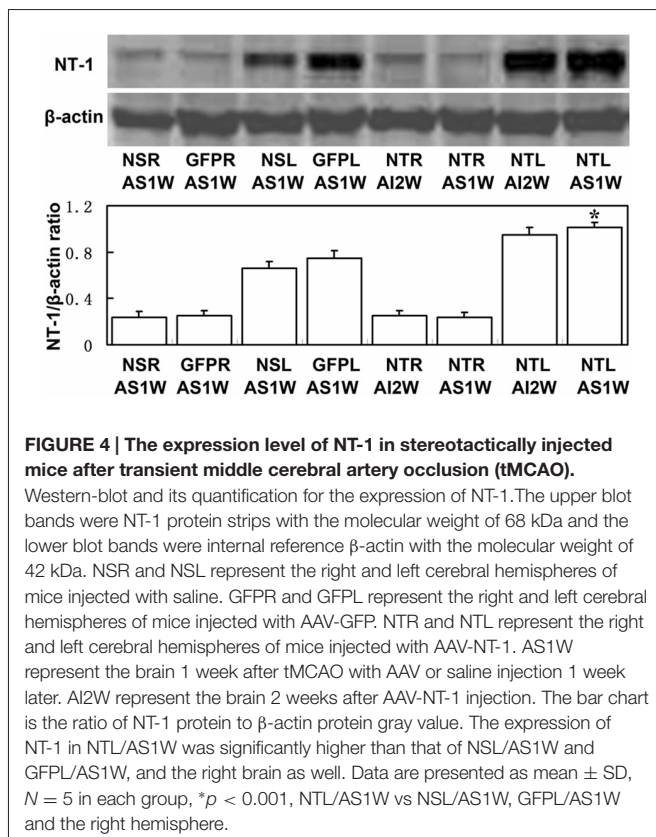 NT-1
β-actin
NSR GFPR NSL GFPL NTR NTR NTL NTL
AS1W AS1W AS1W AS1W AI2W AS1W AI2W AS1W
NT-1/β-actin ratio
1.2
0.8
0.4
0
*
NSR GFPR NSL GFPL NTR NTR NTL NTL
AS1W AS1W AS1W AS1W AI2W AS1W AI2W AS1W
FIGURE 4 | The expression level of NT-1 in stereotactically injected
mice after transient middle cerebral artery occlusion (tMCAO).
Western-blot and its quantification for the expression of NT-1.The upper blot
bands were NT-1 protein strips with the molecular weight of 68 kDa and the
lower blot bands were internal reference β-actin with the molecular weight of
42 kDa. NSR and NSL represent the right and left cerebral hemispheres of
mice injected with saline. GFPR and GFPL represent the right and left cerebral
hemispheres of mice injected with AAV-GFP. NTR and NTL represent the right
and left cerebral hemispheres of mice injected with AAV-NT-1. AS1W
represent the brain 1 week after tMCAO with AAV or saline injection 1 week
later. AI2W represent the brain 2 weeks after AAV-NT-1 injection. The bar chart
is the ratio of NT-1 protein to β-actin protein gray value. The expression of
NT-1 in NTL/AS1W was significantly higher than that of NSL/AS1W and
GFPL/AS1W, and the right brain as well. Data are presented as mean ± SD,
N = 5 in each group, *p < 0.001, NTL/AS1W vs NSL/AS1W, GFPL/AS1W
and the right hemisphere.